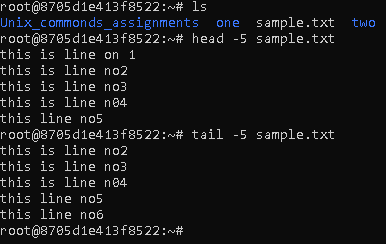 root@8705d1e413f8522:~# ls
Unix_commonds_assignments  one  sample.txt  two
root@8705d1e413f8522:~# head -5 sample.txt
this is line on 1
this is line no2
this is line no3
this is line n04
this line no5
root@8705d1e413f8522:~# tail -5 sample.txt
this is line no2
this is line no3
this is line n04
this line no5
this line no6
root@8705d1e413f8522:~#